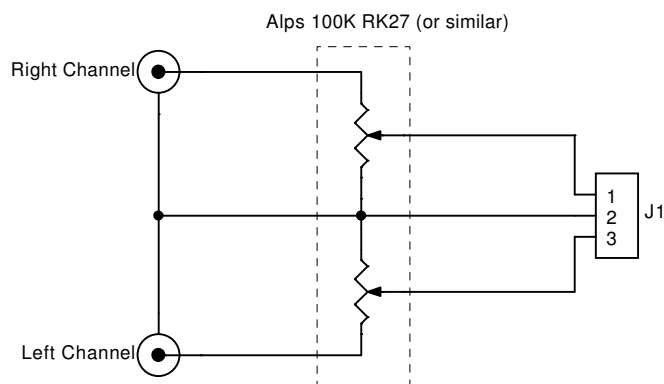 Alps 100K RK27 (or similar)
Right Channel
1
2
3
J1
Left Channel